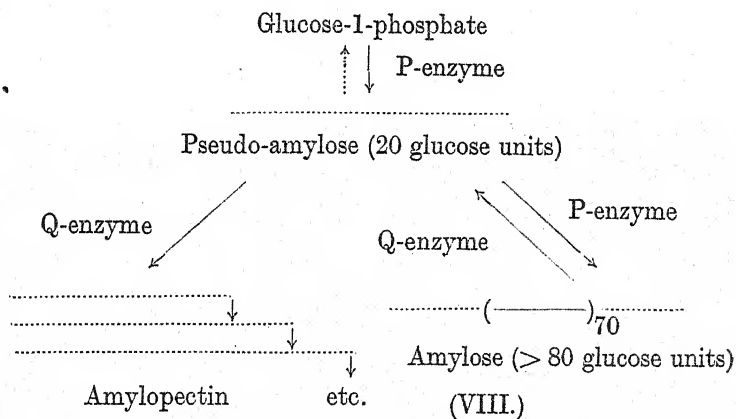 Glucose-1-phosphate
P-enzyme
Pseudo-amylose (20 glucose units)
Q-enzyme
Q-enzyme
P-enzyme
( )70
Amylose (> 80 glucose units)
Amylopectin etc.
(VIII.)